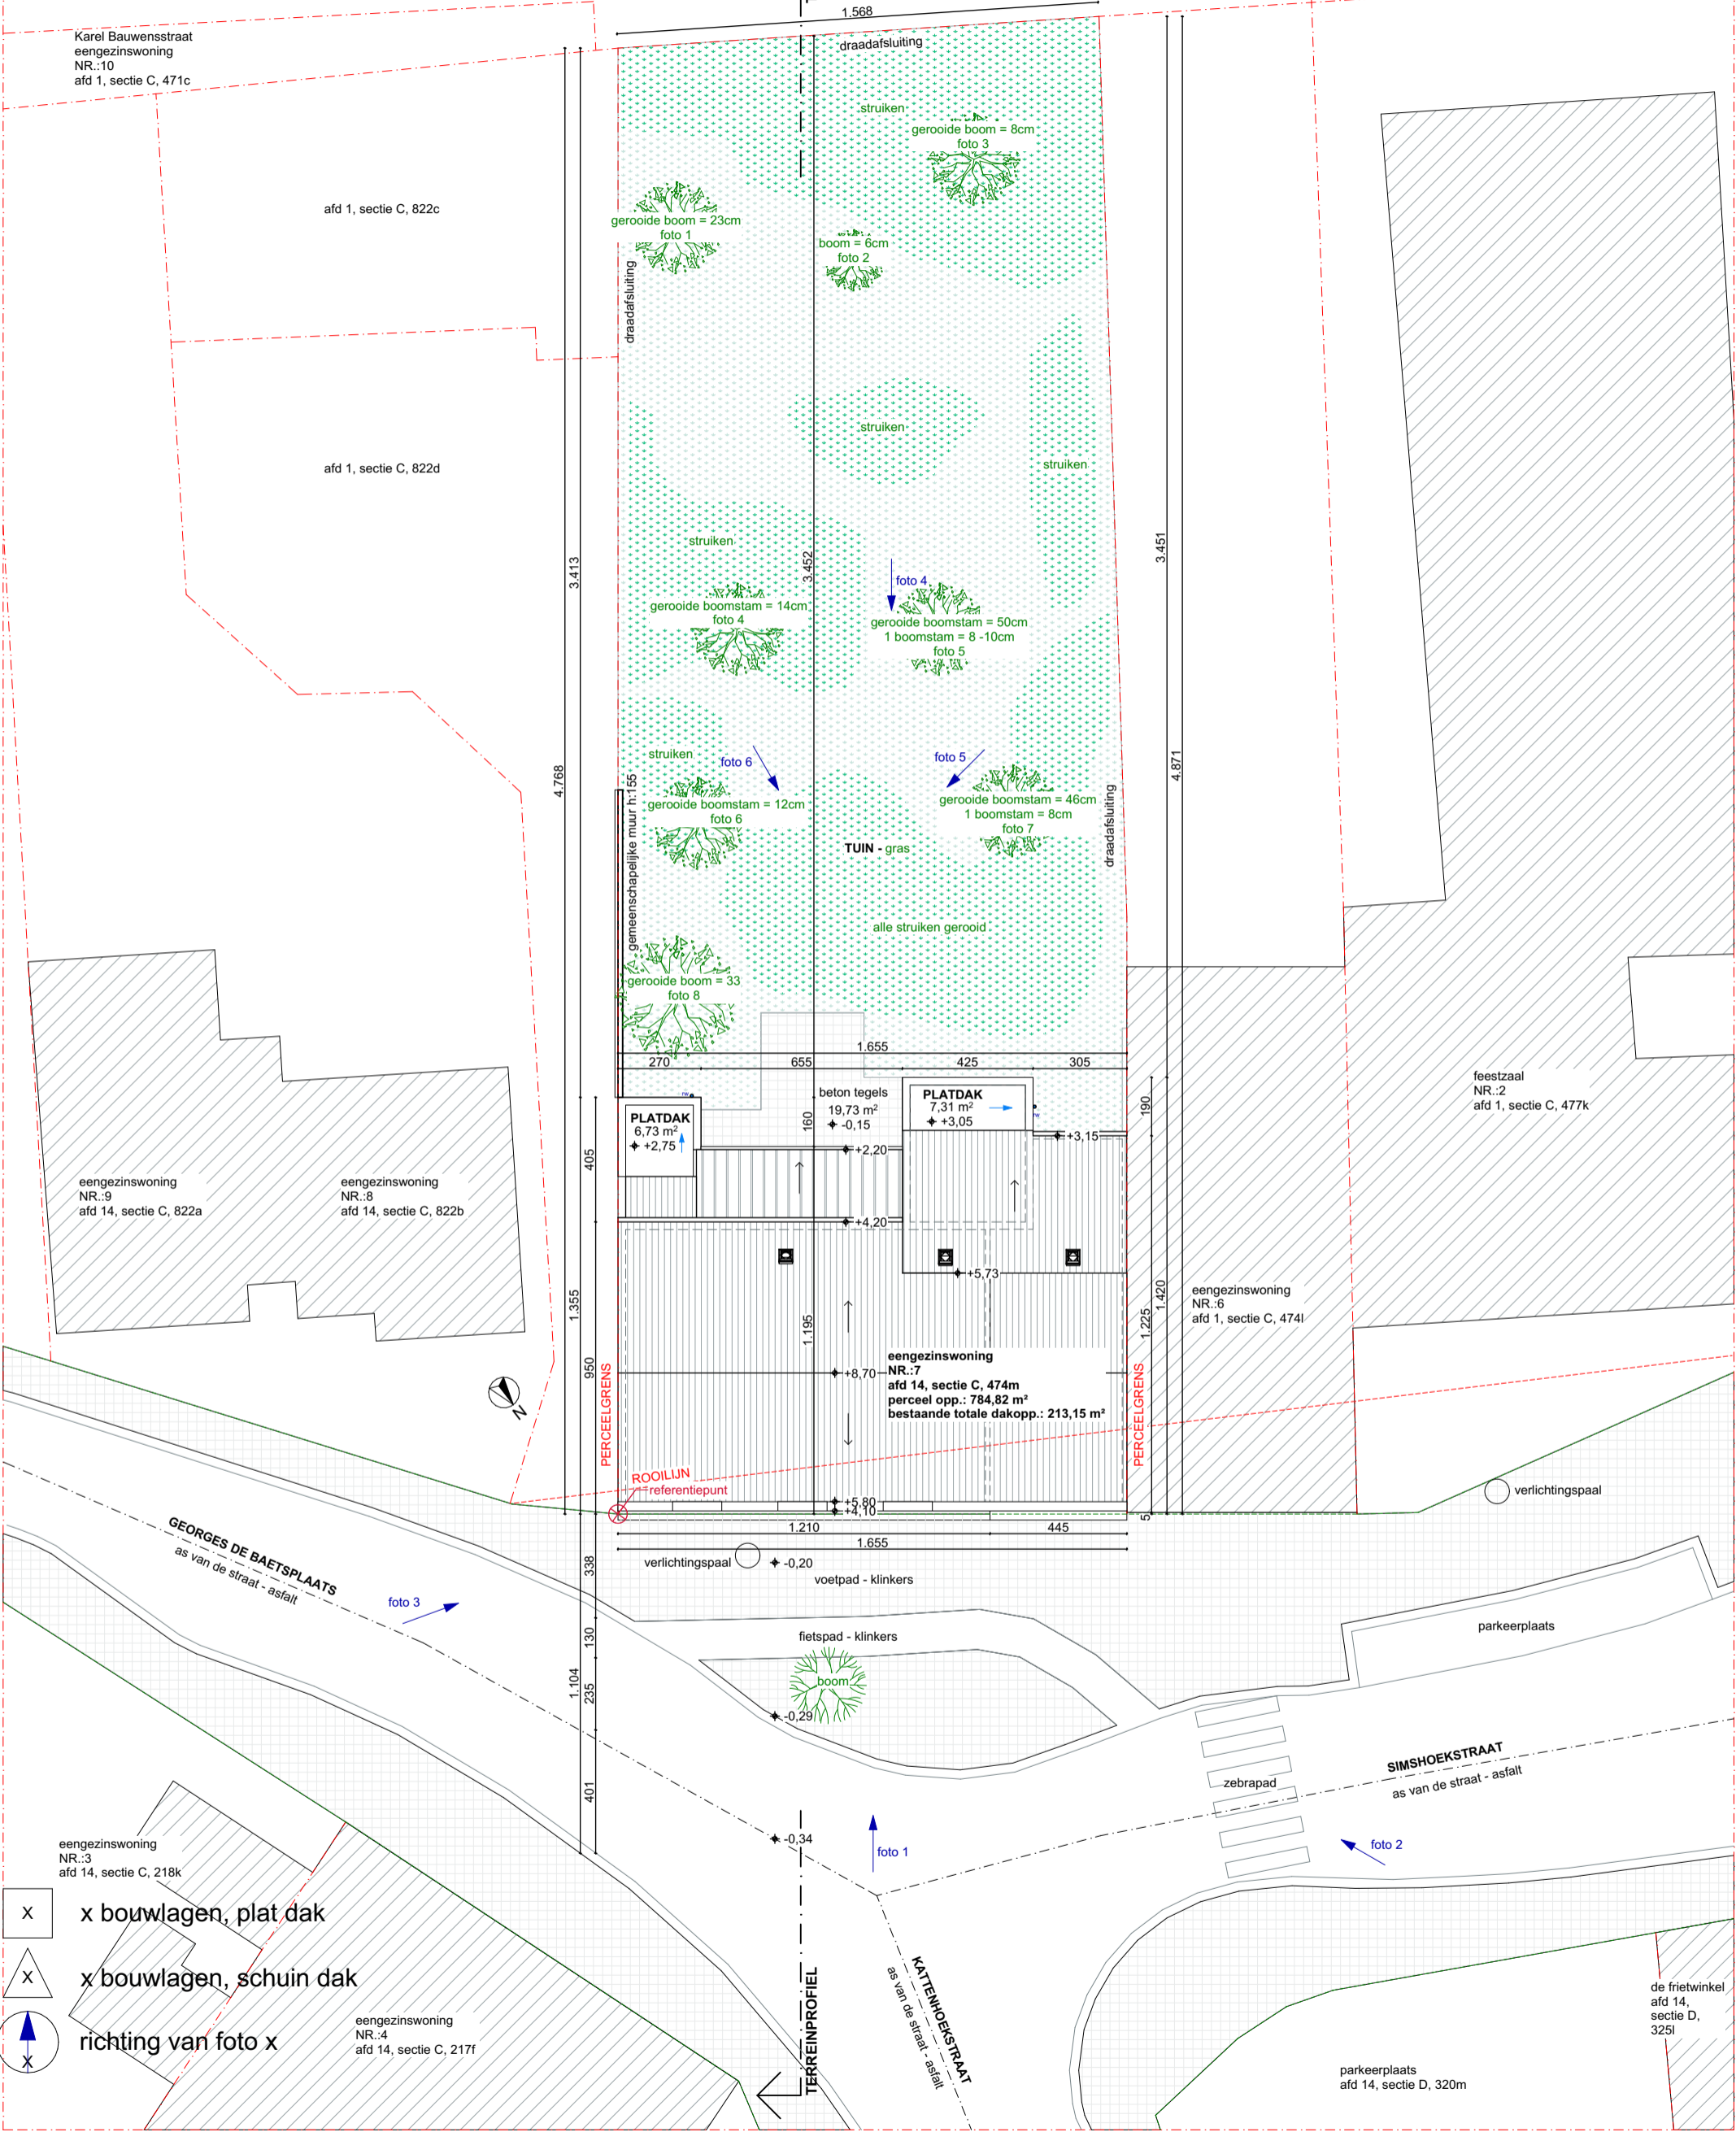 1.568
draadafsluiting
Karel Bauwensstraat
eengezinswoning
NR.:10
afd 1, sectie C, 471c
struiken
gerooide boom = 8cm
foto 3
afd 1, sectie C, 822c
gerooide boom = 23cm
foto 1
boom = 6cm
foto 2
draadafsluiting
struiken
afd 1, sectie C, 822d
struiken
struiken
3.413
3.452
3.451
foto 4
gerooide boomstam = 14cm
foto 4
gerooide boomstam = 50cm
1 boomstam = 8 -10cm
foto 5
struiken
foto 6
foto 5
4.768
4.871
gemeenschapelijke muur h:155
gerooide boomstam = 12cm
foto 6
gerooide boomstam = 46cm
1 boomstam = 8cm
foto 7
draadafsluiting
TUIN - gras
alle struiken gerooid
gerooide boom = 33
foto 8
1.655
270
655
425
305
feestzaal
NR.:2
afd 1, sectie C, 477k
rw
beton tegels
19,73 m²
-0,15
160
PLATDAK
7,31 m²
+3,05
rw
190
PLATDAK
6,73 m²
+2,75
+3,15
+2,20
405
eengezinswoning
NR.:9
afd 14, sectie C, 822a
eengezinswoning
NR.:8
afd 14, sectie C, 822b
+4,20
+5,73
1.355
1.195
1.225
1.420
eengezinswoning
NR.:6
afd 1, sectie C, 474l
950
PERCEELGRENS
+8,70
eengezinswoning
NR.:7
afd 14, sectie C, 474m
perceel opp.: 784,82 m²
bestaande totale dakopp.: 213,15 m²
PERCEELGRENS
N
ROOILIJN
referentiepunt
+5,80
+4,10
5
verlichtingspaal
1.210
445
1.655
verlichtingspaal
-0,20
voetpad - klinkers
338
GEORGES DE BAETSPLAATS
as van de straat - asfalt
foto 3
130
fietspad - klinkers
parkeerplaats
boom
1.104
235
-0,29
SIMSHOEKSTRAAT
as van de straat - asfalt
zebrapad
401
-0,34
foto 1
foto 2
eengezinswoning
NR.:3
afd 14, sectie C, 218k
x
x bouwlagen, plat dak
x
x bouwlagen, schuin dak
x
richting van foto x
eengezinswoning
NR.:4
afd 14, sectie C, 217f
TERREINPROFIEL
KATTENHOEKSTRAAT
as van de straat - asfalt
de frietwinkel
afd 14,
sectie D,
325l
parkeerplaats
afd 14, sectie D, 320m